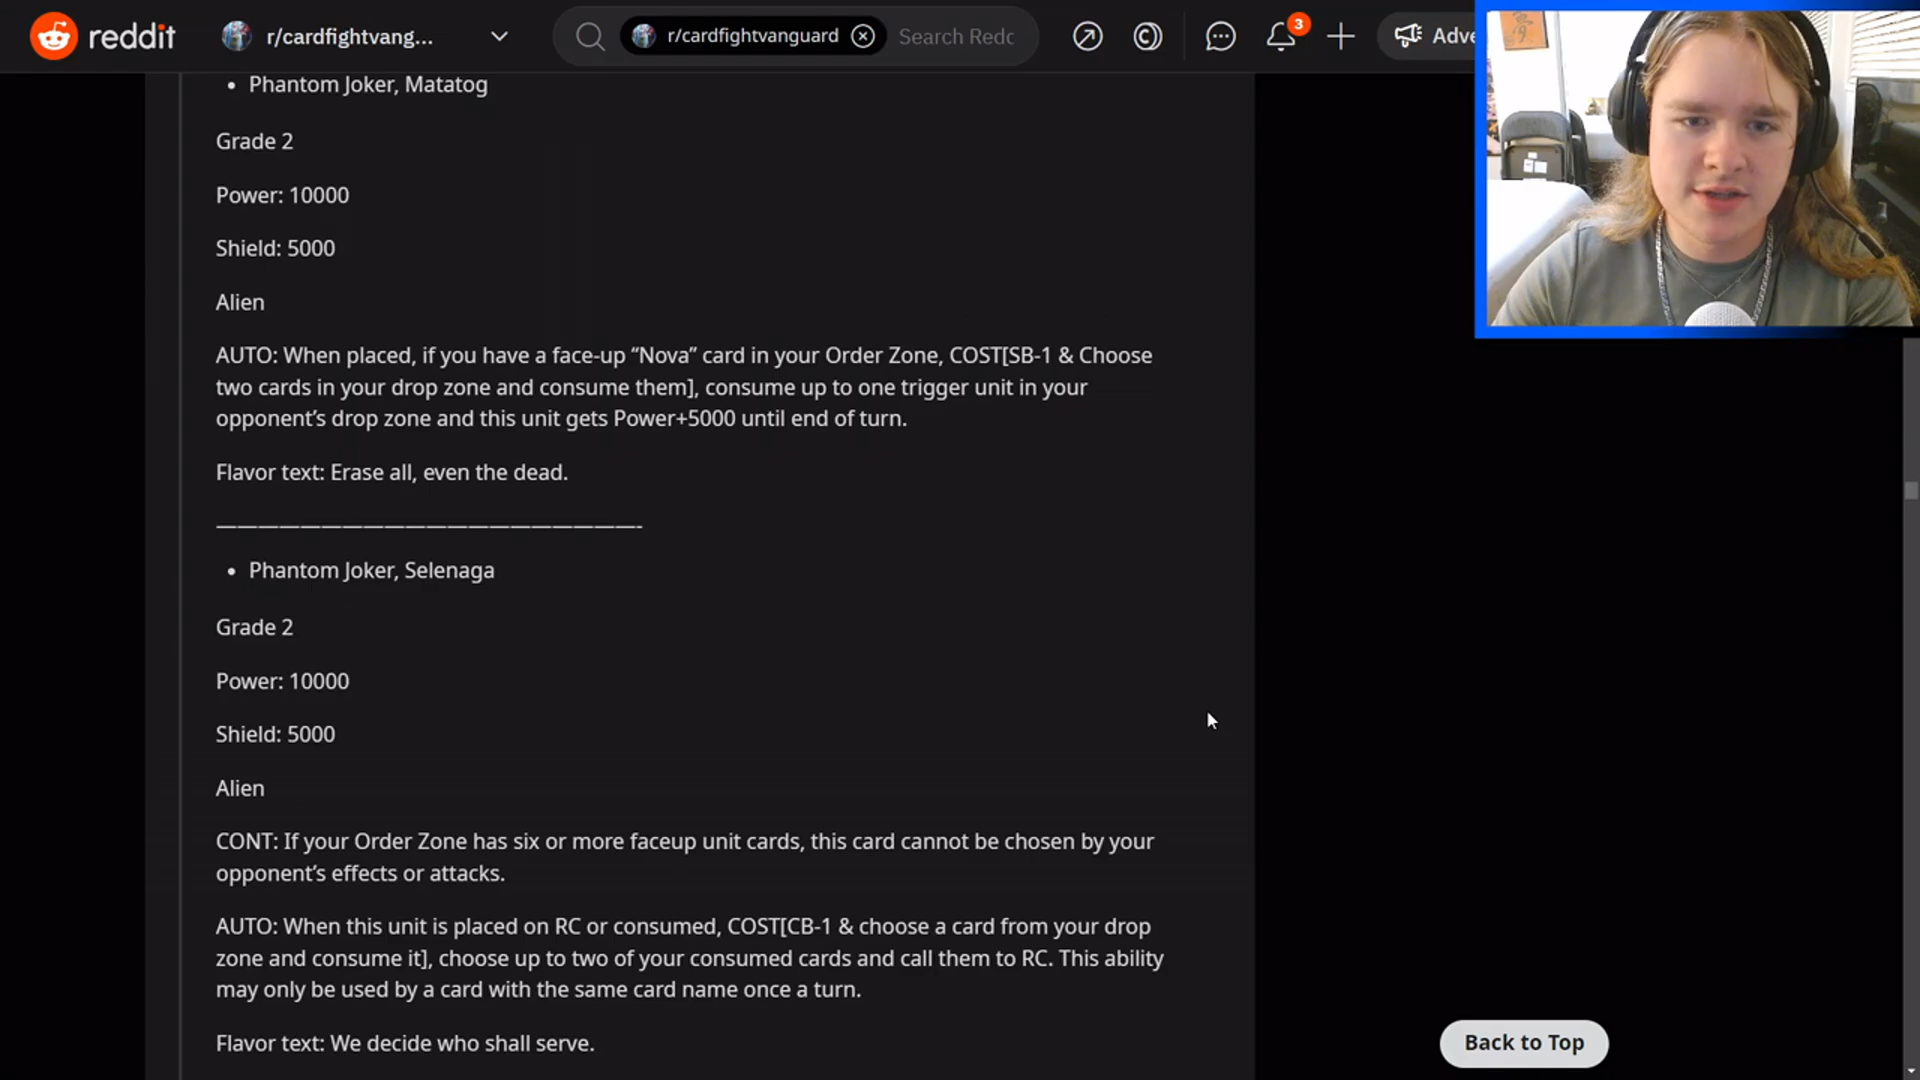 reddit
r/cardfightvang...
r/cardfightvanguard
Search Redc
3
Adve
• Phantom Joker, Matatog
Grade 2
Power: 10000
Shield: 5000
Alien
AUTO: When placed, if you have a face-up “Nova” card in your Order Zone, COST[SB-1 & Choose
two cards in your drop zone and consume them], consume up to one trigger unit in your
opponent’s drop zone and this unit gets Power+5000 until end of turn.
Flavor text: Erase all, even the dead.
————————————————————-
• Phantom Joker, Selenaga
Grade 2
Power: 10000
Shield: 5000
Alien
CONT: If your Order Zone has six or more faceup unit cards, this card cannot be chosen by your
opponent’s effects or attacks.
AUTO: When this unit is placed on RC or consumed, COST[CB-1 & choose a card from your drop
zone and consume it], choose up to two of your consumed cards and call them to RC. This ability
may only be used by a card with the same card name once a turn.
Flavor text: We decide who shall serve.
Back to Top